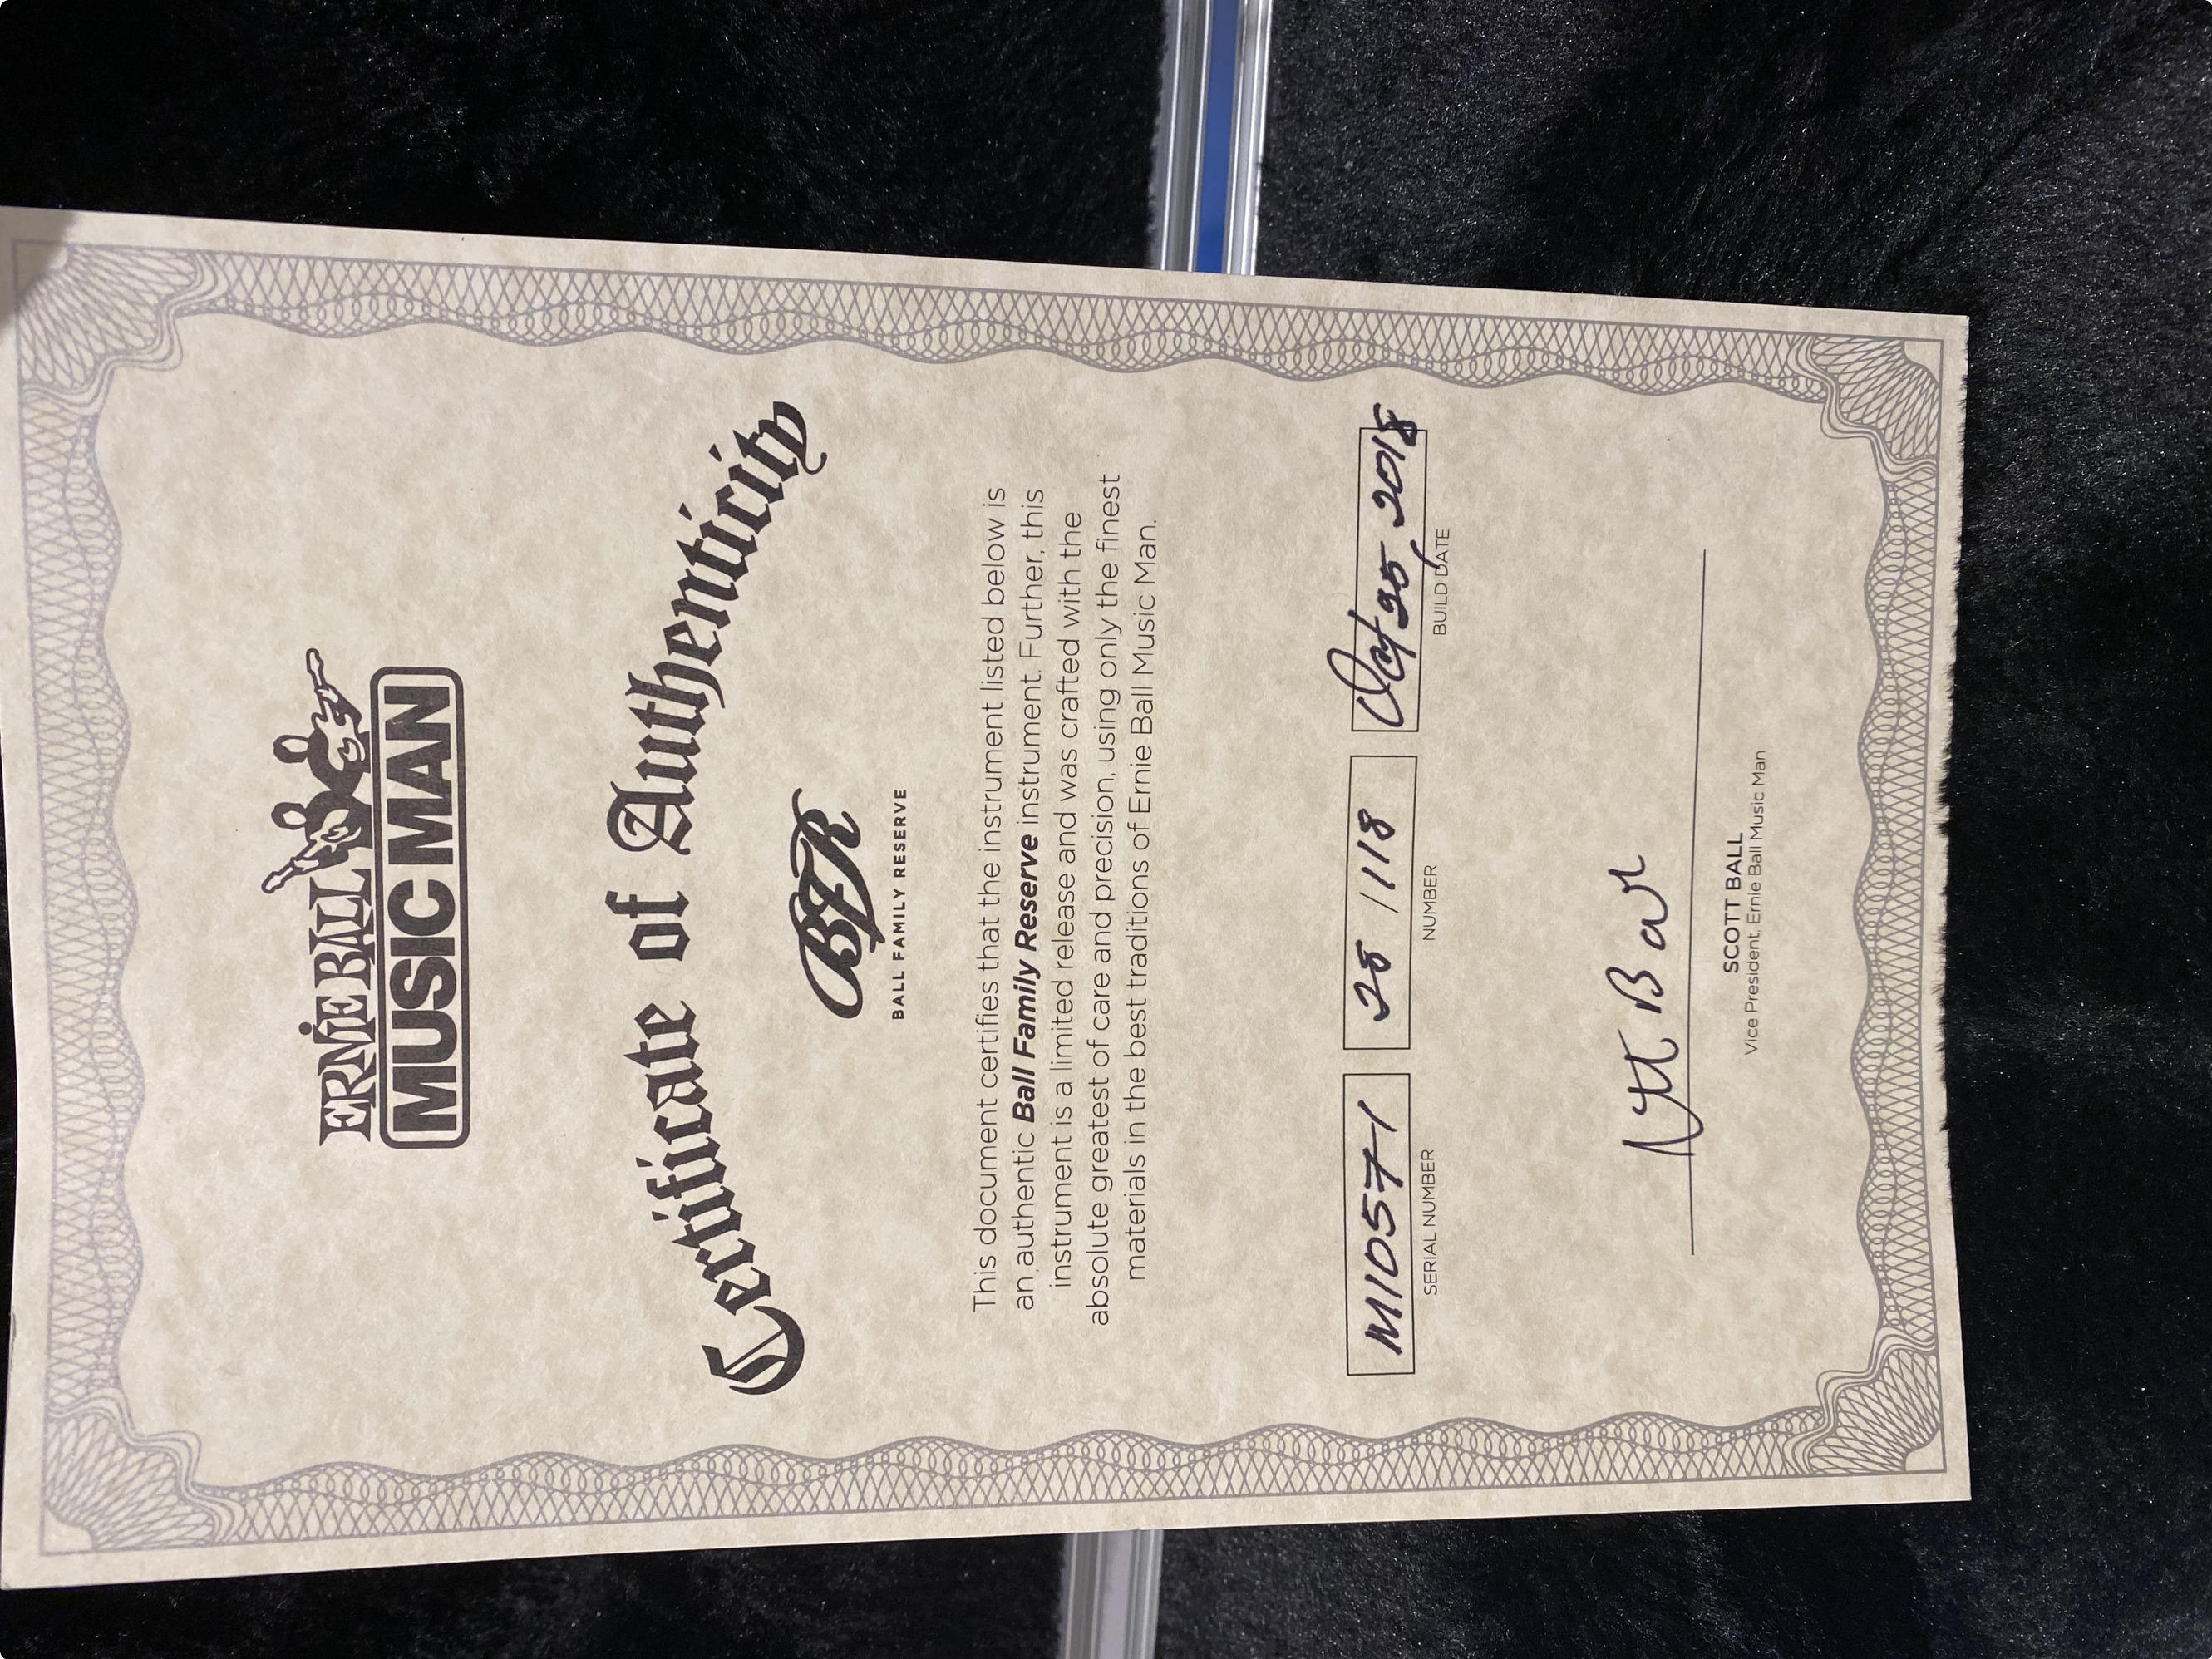 ERNIE BALL
MUSIC MAN
Certificate of Authenticity
BFR
BALL FAMILY RESERVE
This document certifies that the instrument listed below is
an authentic Ball Family Reserve instrument. Further, this
instrument is a limited release and was crafted with the
absolute greatest of care and precision, using only the finest
materials in the best traditions of Ernie Ball Music Man.
M10571 28/118 Oct 25, 2018
SERIAL NUMBER NUMBER BUILD DATE
SCOTT BALL
Vice President, Ernie Ball Music Man